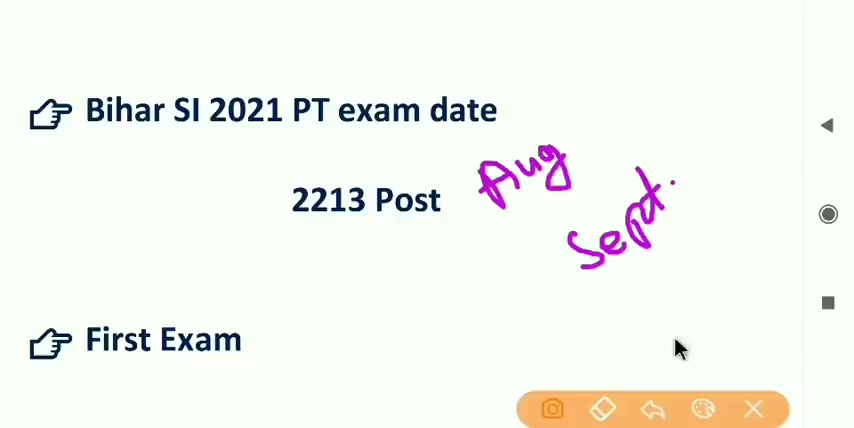 Bihar SI 2021 PT exam date
2213 Post
Aug
Sept.
First Exam